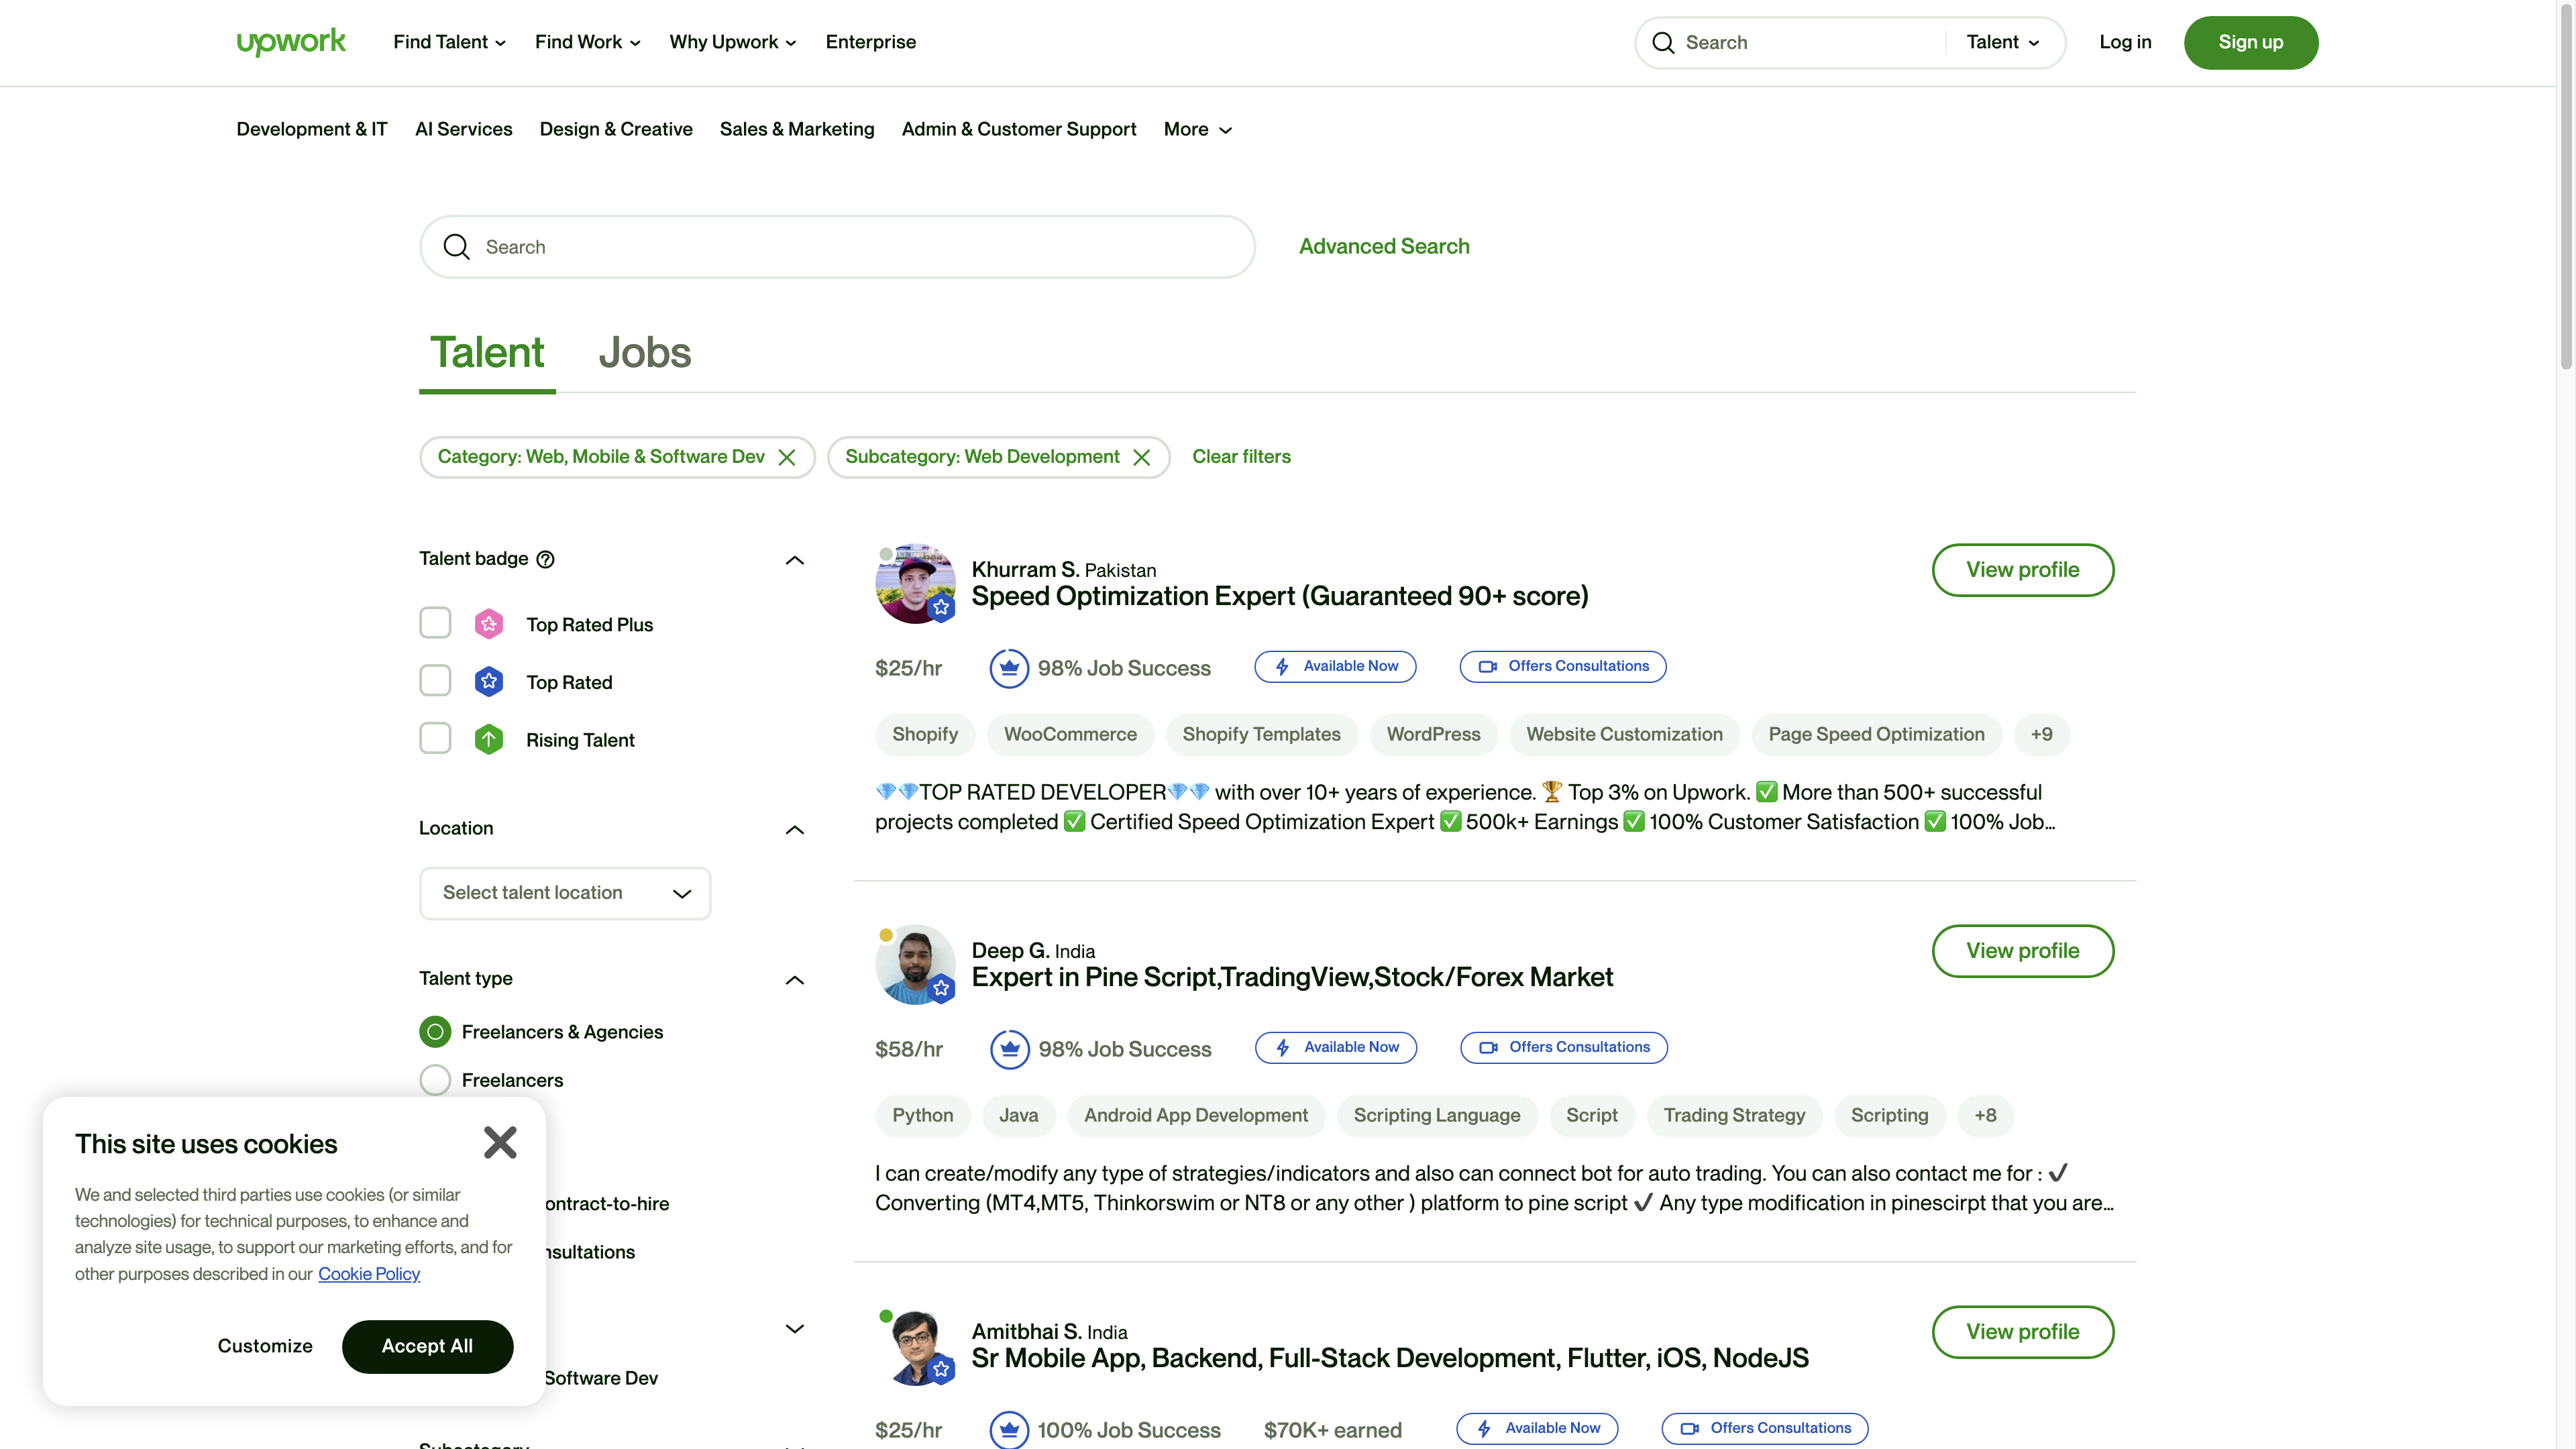 upwork Find Talent Find Work Why Upwork Enterprise Search Talent Log in Sign up
Development & IT AI Services Design & Creative Sales & Marketing Admin & Customer Support More
Search Advanced Search
Talent Jobs
Category: Web, Mobile & Software Dev Subcategory: Web Development Clear filters
Talent badge
Top Rated Plus
Top Rated
Rising Talent
Location
Select talent location
Talent type
Freelancers & Agencies
Freelancers
ontract-to-hire
nsultations
Software Dev
This site uses cookies
We and selected third parties use cookies (or similar
technologies) for technical purposes, to enhance and
analyze site usage, to support our marketing efforts, and for
other purposes described in our Cookie Policy
Customize Accept All
Khurram S. Pakistan
Speed Optimization Expert (Guaranteed 90+ score)
View profile
$25/hr 98% Job Success Available Now Offers Consultations
Shopify WooCommerce Shopify Templates WordPress Website Customization Page Speed Optimization +9
💎💎TOP RATED DEVELOPER💎💎 with over 10+ years of experience. 🏆 Top 3% on Upwork. ✅ More than 500+ successful
projects completed ✅ Certified Speed Optimization Expert ✅ 500k+ Earnings ✅ 100% Customer Satisfaction ✅ 100% Job...
Deep G. India
Expert in Pine Script,TradingView,Stock/Forex Market
View profile
$58/hr 98% Job Success Available Now Offers Consultations
Python Java Android App Development Scripting Language Script Trading Strategy Scripting +8
I can create/modify any type of strategies/indicators and also can connect bot for auto trading. You can also contact me for : ✔
Converting (MT4,MT5, Thinkorswim or NT8 or any other ) platform to pine script ✔ Any type modification in pinescirpt that you are...
Amitbhai S. India
Sr Mobile App, Backend, Full-Stack Development, Flutter, iOS, NodeJS
View profile
$25/hr 100% Job Success $70K+ earned Available Now Offers Consultations